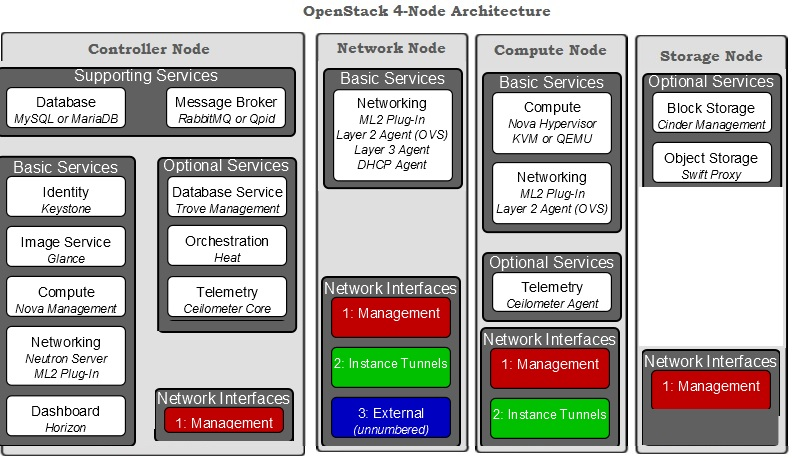 OpenStack 4-Node Architecture
Controller Node
Supporting Services
Database
MySQL or MariaDB
Message Broker
RabbitMQ or Qpid
Basic Services
Identity
Keystone
Image Service
Glance
Compute
Nova Management
Networking
Neutron Server
ML2 Plug-In
Dashboard
Horizon
Optional Services
Database Service
Trove Management
Orchestration
Heat
Telemetry
Ceilometer Core
Network Interfaces
1: Management
Network Node
Basic Services
Networking
ML2 Plug-In
Layer 2 Agent (OVS)
Layer 3 Agent
DHCP Agent
Network Interfaces
1: Management
2: Instance Tunnels
3: External
(unnumbered)
Compute Node
Basic Services
Compute
Nova Hypervisor
KVM or QEMU
Networking
ML2 Plug-In
Layer 2 Agent (OVS)
Optional Services
Telemetry
Ceilometer Agent
Network Interfaces
1: Management
2: Instance Tunnels
Storage Node
Optional Services
Block Storage
Cinder Management
Object Storage
Swift Proxy
Network Interfaces
1: Management